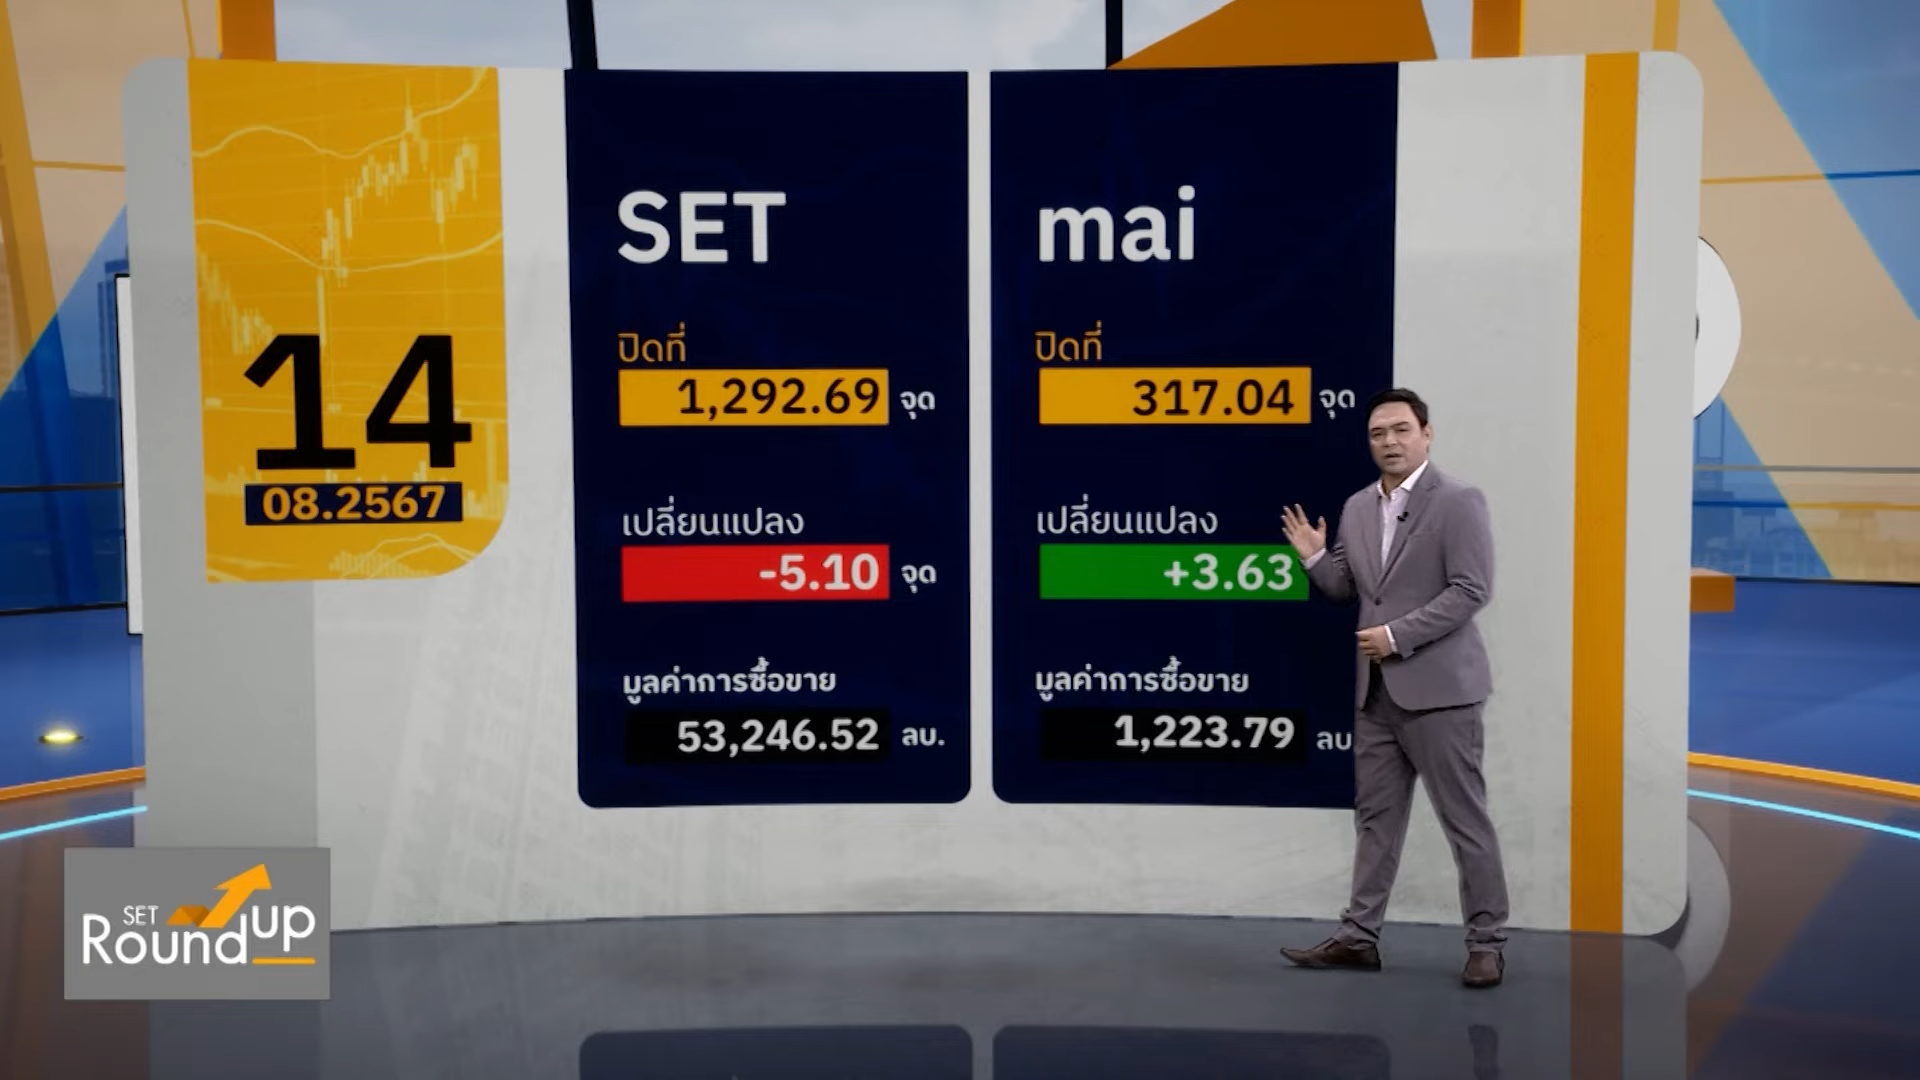 14
08.2567
SET
ปิดที่
1,292.69 จุด
เปลี่ยนแปลง
-5.10 จุด
มูลค่าการซื้อขาย
53,246.52 ลบ.
mai
ปิดที่
317.04 จุด
เปลี่ยนแปลง
+3.63
มูลค่าการซื้อขาย
1,223.79 ลบ
SET
Roundup